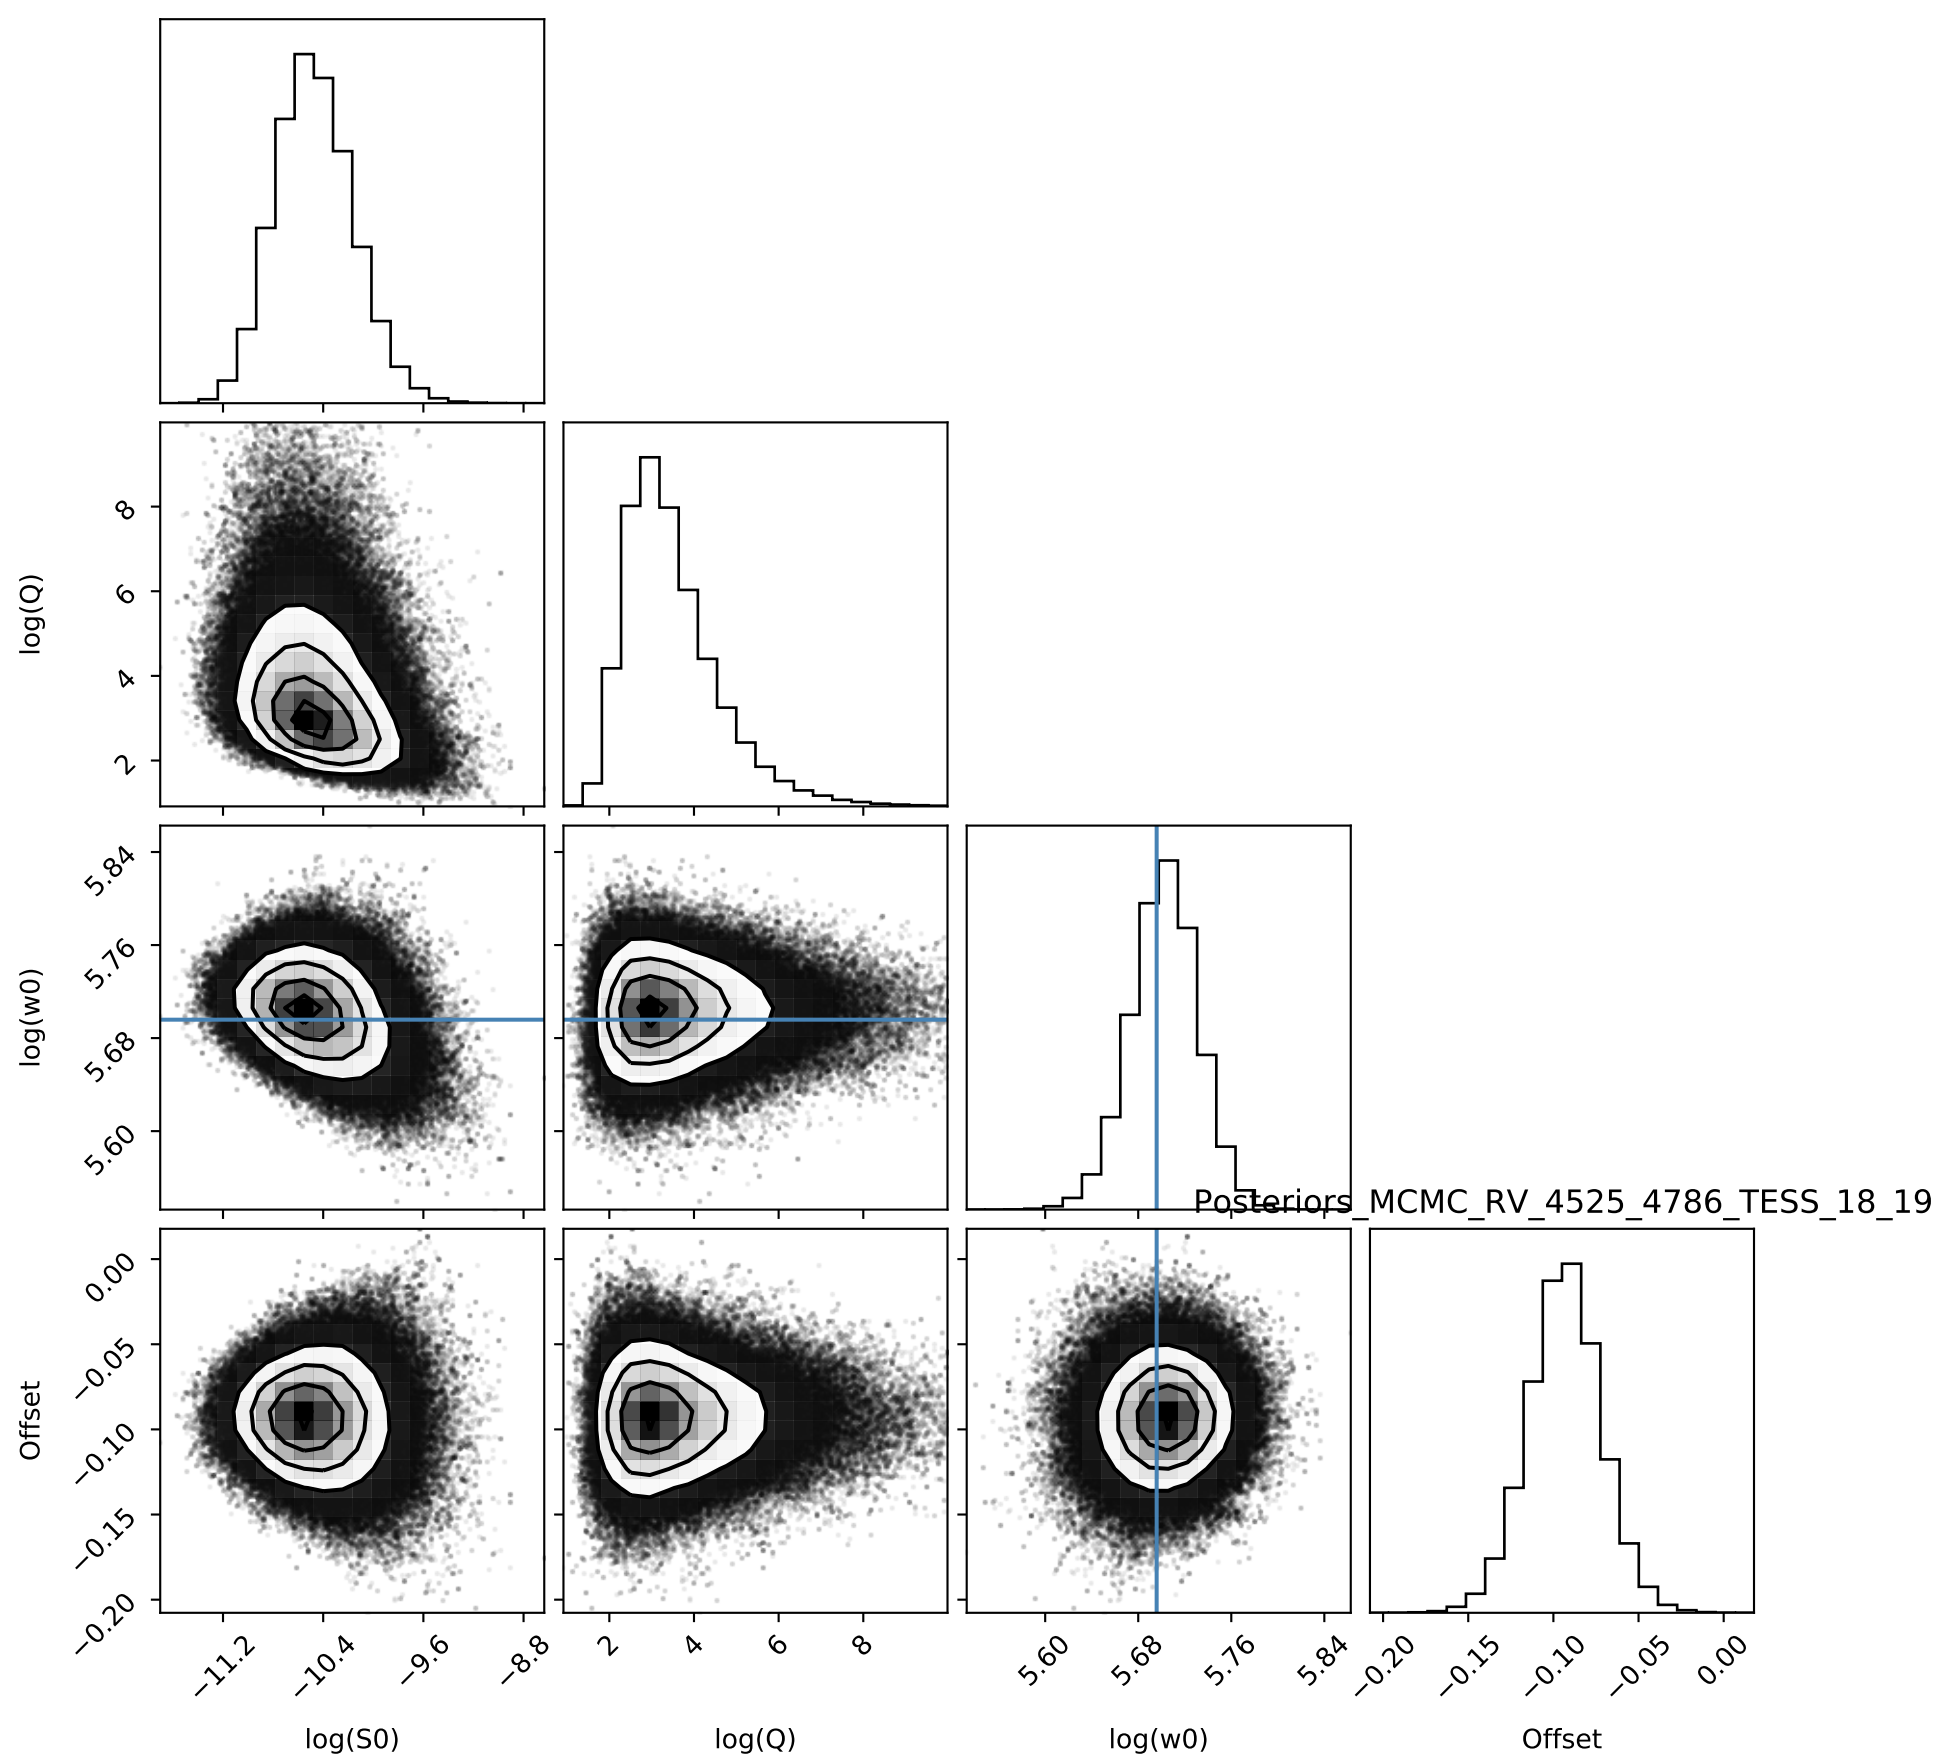 8
6
4
2
log(Q)
5.84
5.76
5.68
5.60
log(w0)
Posteriors_MCMC_RV_4525_4786_TESS_18_19
0.00
−0.05
−0.10
−0.15
−0.20
Offset
−11.2 −10.4 −9.6 −8.8 2 4 6 8 5.60 5.68 5.76 5.84 −0.20 −0.15 −0.10 −0.05 0.00
log(S0) log(Q) log(w0) Offset